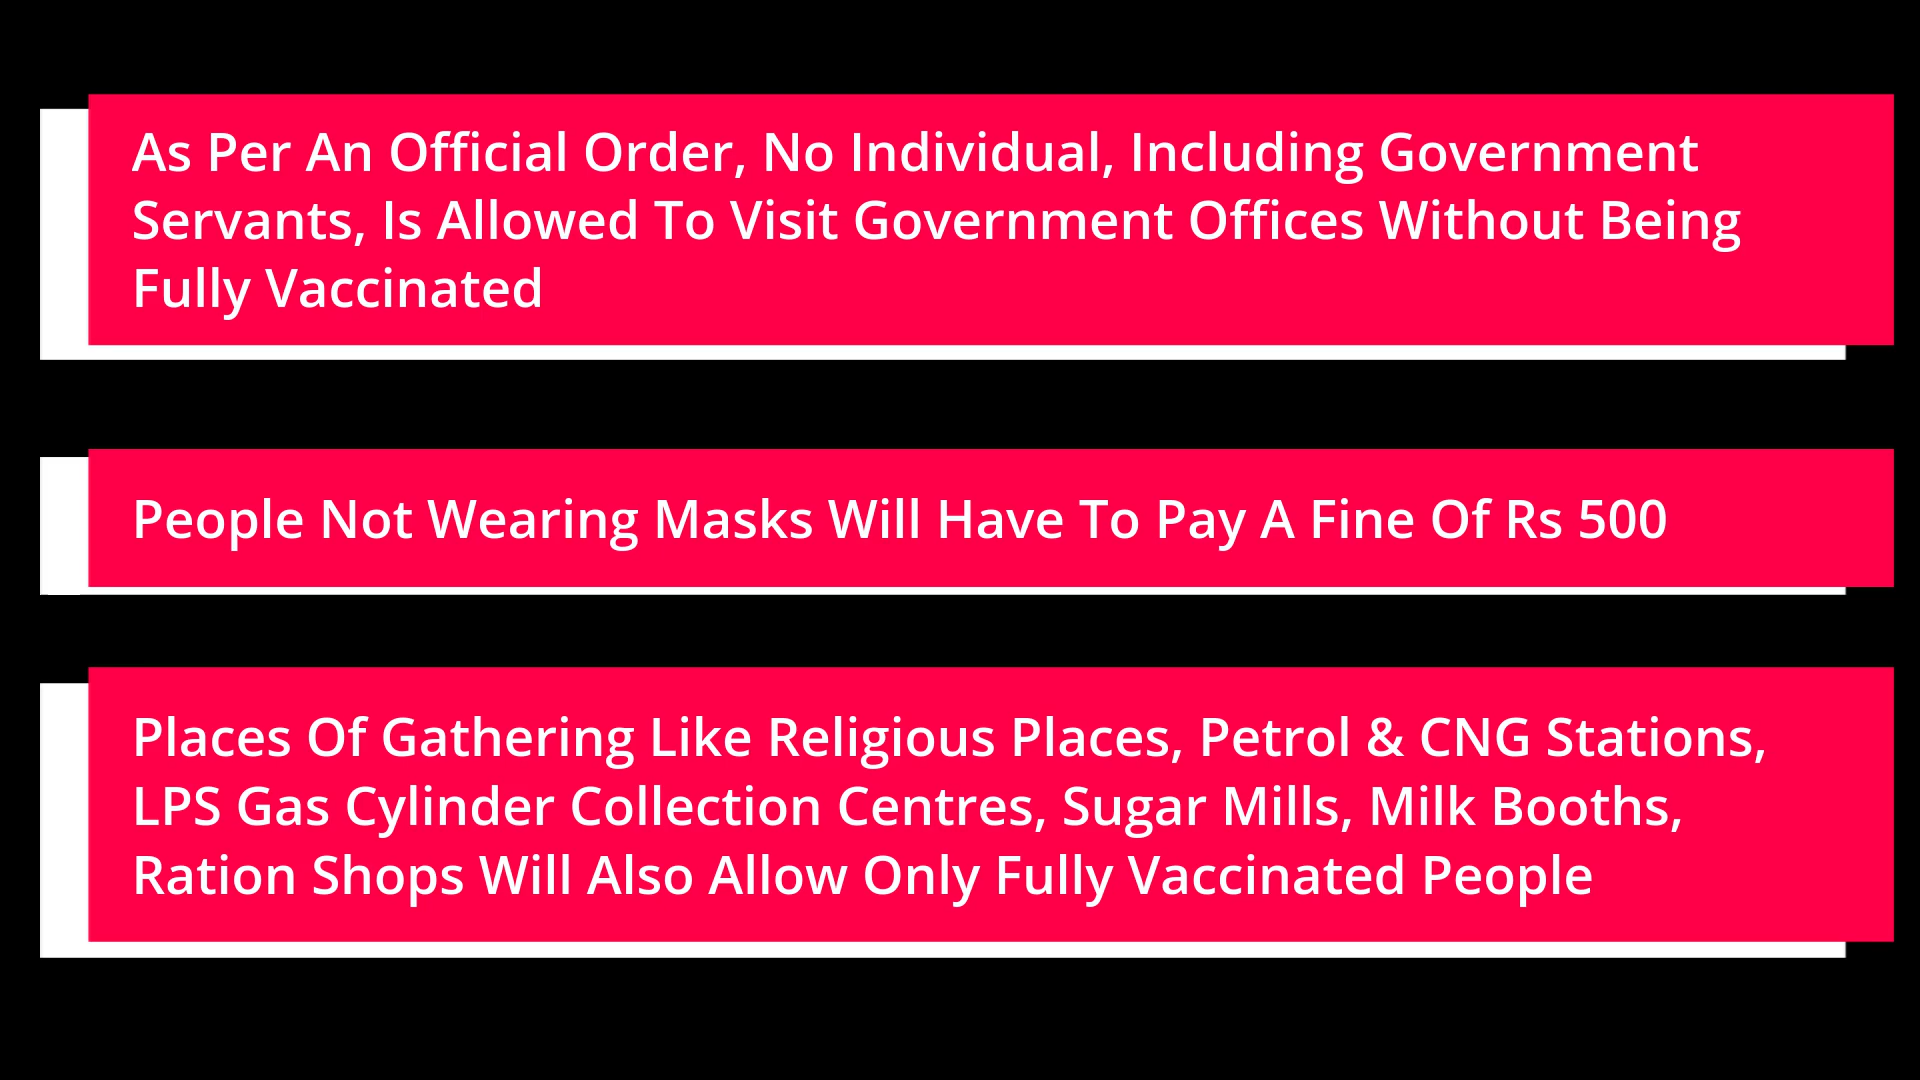 As Per An Official Order, No Individual, Including Government
Servants, Is Allowed To Visit Government Offices Without Being
Fully Vaccinated
People Not Wearing Masks Will Have To Pay A Fine Of Rs 500
Places Of Gathering Like Religious Places, Petrol & CNG Stations,
LPS Gas Cylinder Collection Centres, Sugar Mills, Milk Booths,
Ration Shops Will Also Allow Only Fully Vaccinated People